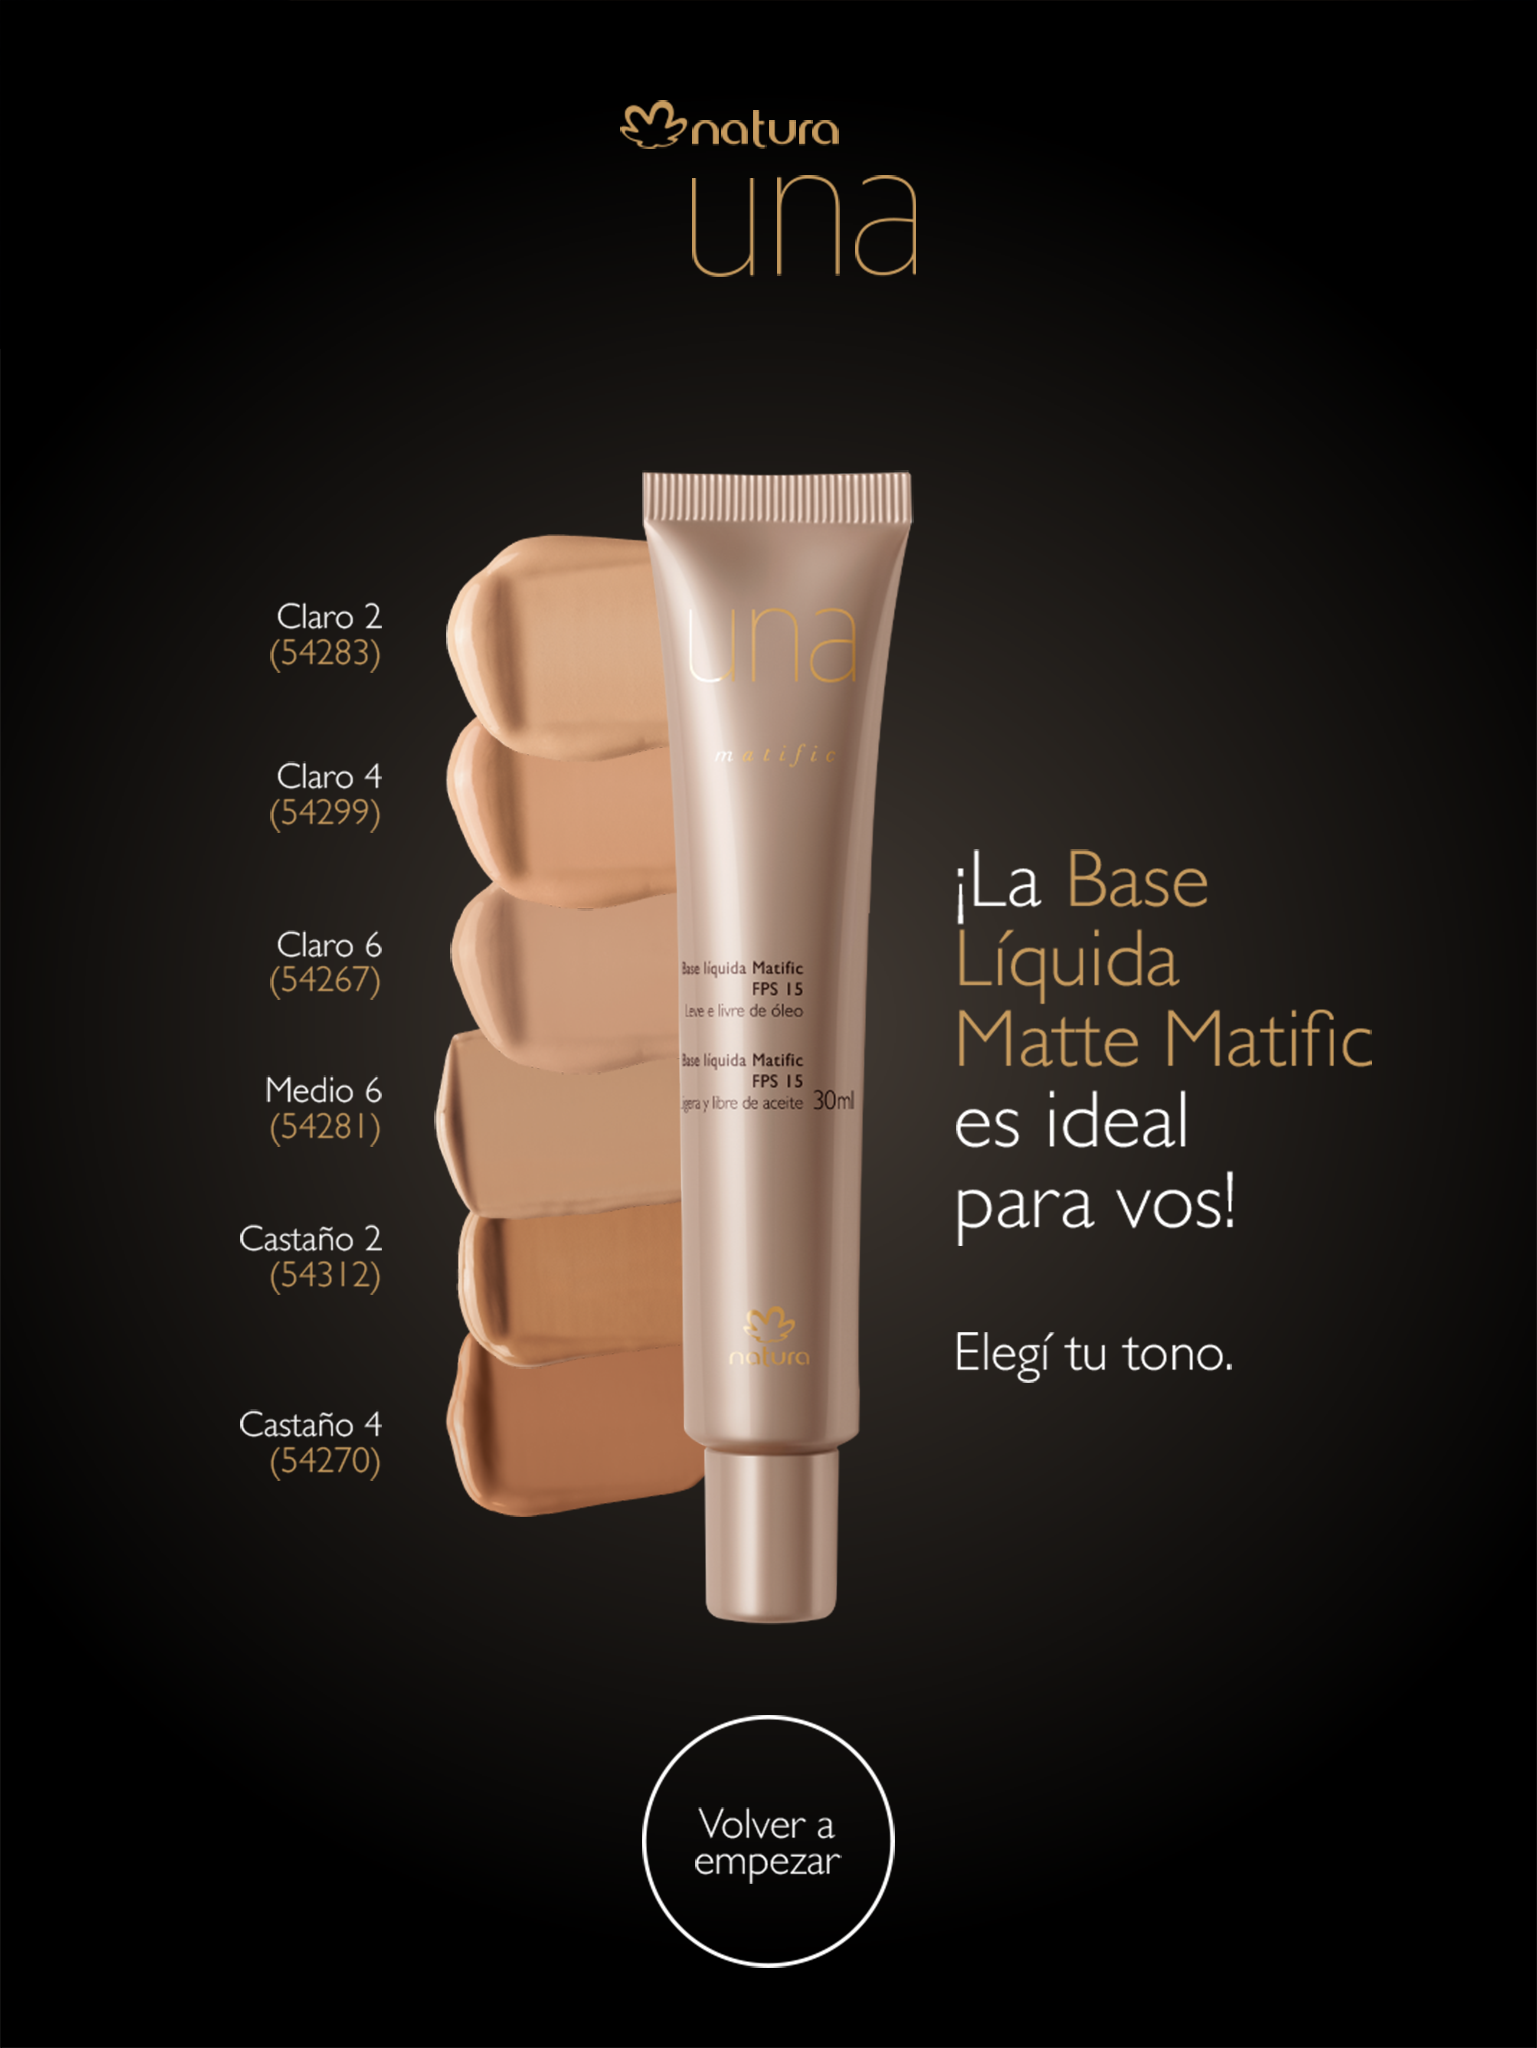 natura
una
Claro 2
(54283)
Claro 4
(54299)
Claro 6
(54267)
Medio 6
(54281)
Castaño 2
(54312)
Castaño 4
(54270)
una
matific
Base líquida Matific
FPS 15
Leve e livre de óleo
Base líquida Matific
FPS 15
Ligera y libre de aceite 30ml
natura
¡La Base
Líquida
Matte Matific
es ideal
para vos!
Elegí tu tono.
Volver a
empezar